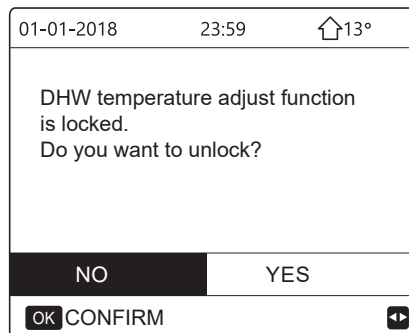 01-01-2018 23:59 13°
DHW temperature adjust function
is locked.
Do you want to unlock?
NO YES
OK CONFIRM